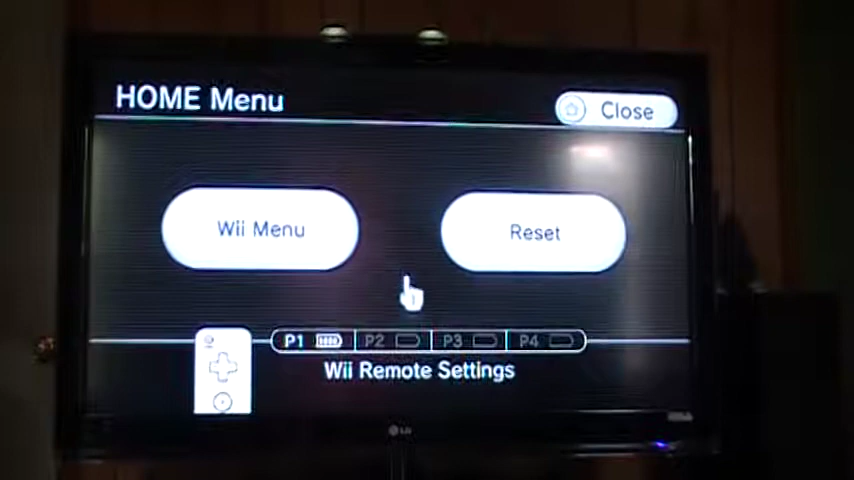 HOME Menu
Close
Wii Menu
Reset
P1 P2 P3 P4
Wii Remote Settings
LG